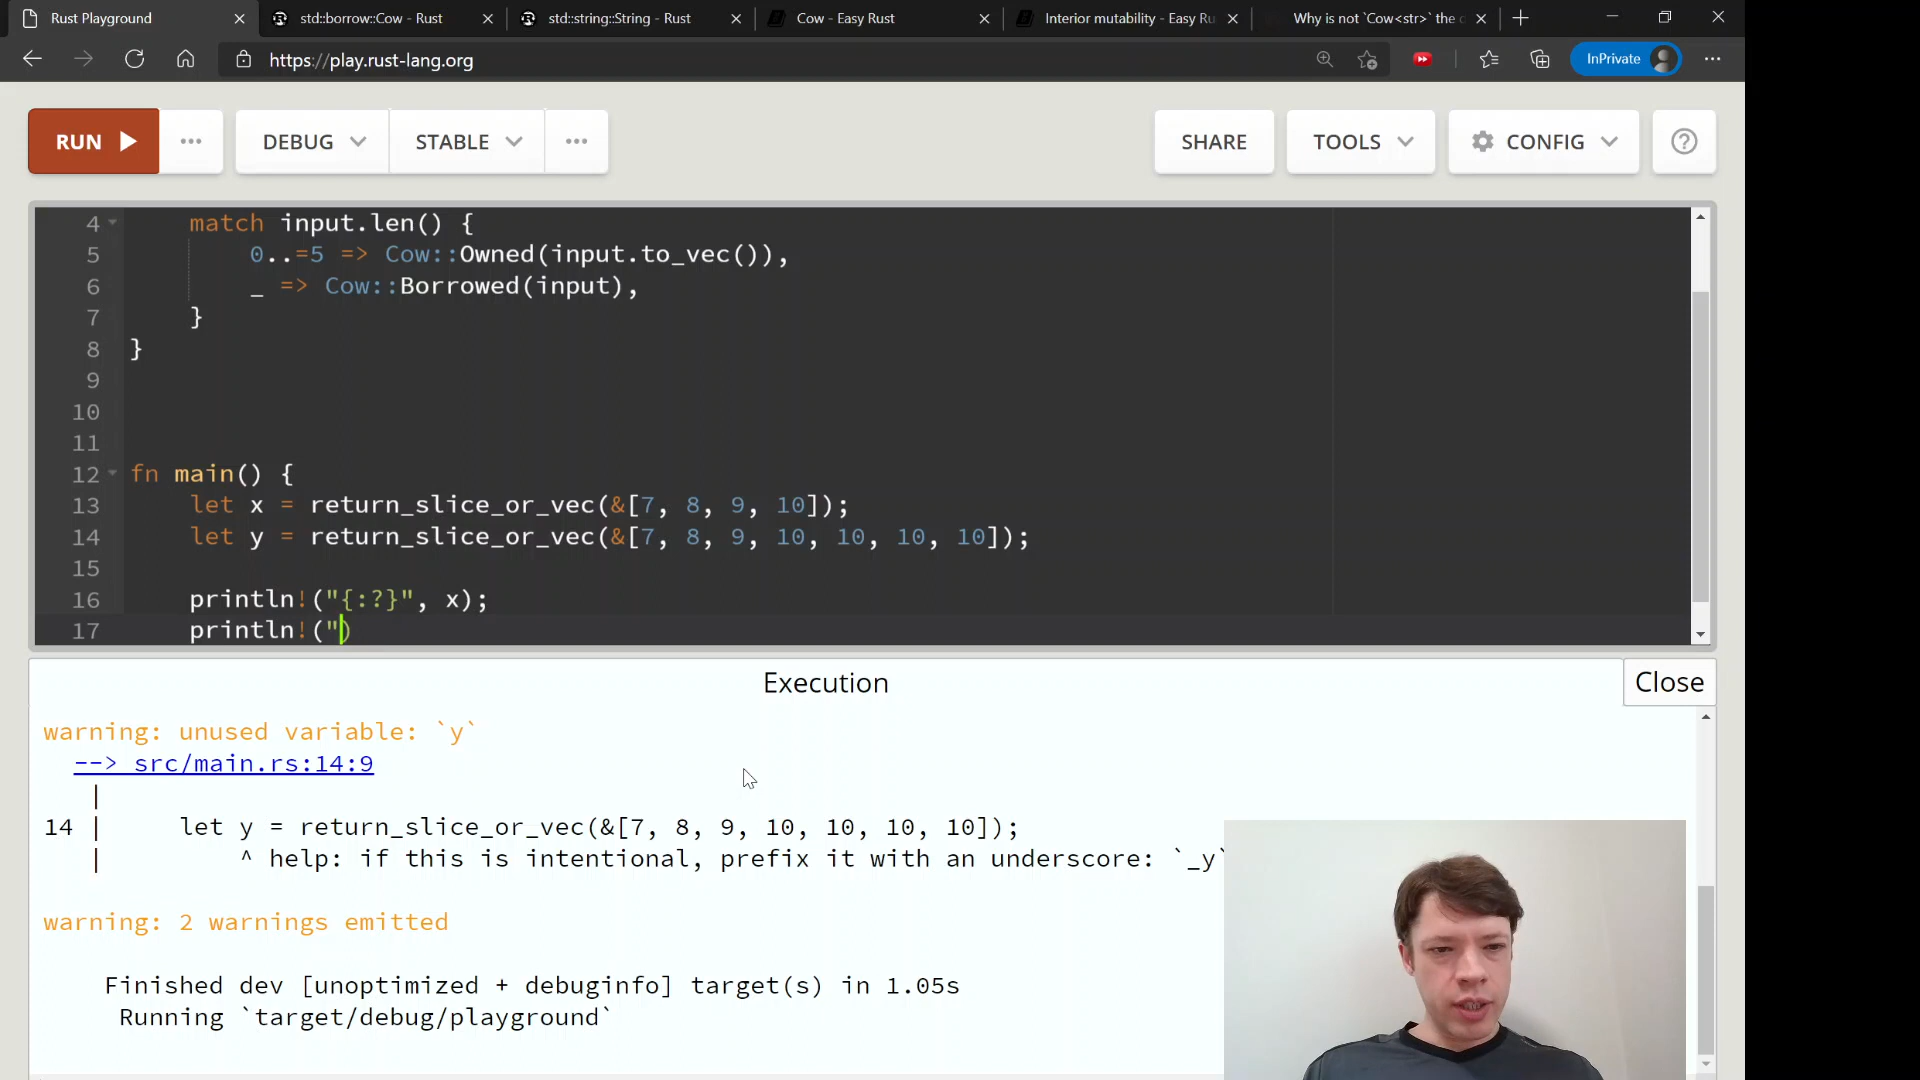 Rust Playground
std::borrow::Cow - Rust
std::string::String - Rust
Cow - Easy Rust
Interior mutability - Easy Ru
Why is not `Cow<str>` the
https://play.rust-lang.org
InPrivate
RUN
DEBUG
STABLE
SHARE
TOOLS
CONFIG
4 match input.len() {
5 0..=5 => Cow::Owned(input.to_vec()),
6 _ => Cow::Borrowed(input),
7 }
8 }
9
10
11
12 fn main() {
13 let x = return_slice_or_vec(&[7, 8, 9, 10]);
14 let y = return_slice_or_vec(&[7, 8, 9, 10, 10, 10, 10]);
15
16 println!("{:?}", x);
17 println!(")
Execution
Close
warning: unused variable: `y`
--> src/main.rs:14:9
|
14 | let y = return_slice_or_vec(&[7, 8, 9, 10, 10, 10, 10]);
| ^ help: if this is intentional, prefix it with an underscore: `_y`
warning: 2 warnings emitted
Finished dev [unoptimized + debuginfo] target(s) in 1.05s
Running `target/debug/playground`